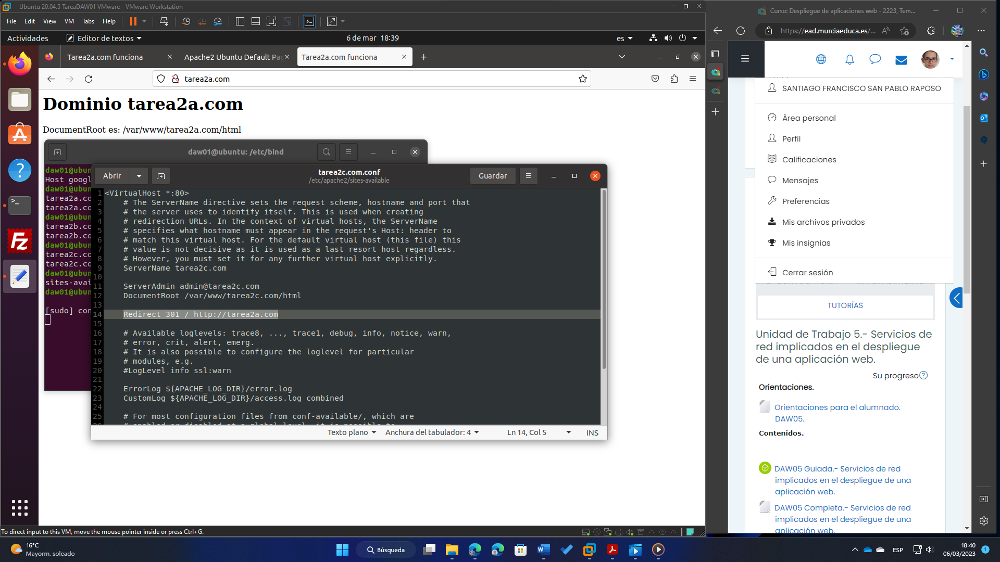 Ubuntu 20.04.5 TareaDAW01 VMware - VMware Workstation
File Edit View VM Tabs Help
Actividades
Editor de textos
6 de mar 18:39
es
Tarea2a.com funciona
Apache2 Ubuntu Default Pag
Tarea2a.com funciona
tarea2a.com
Dominio tarea2a.com
DocumentRoot es: /var/www/tarea2a.com/html
daw01@ubuntu: /etc/bind
daw01@ubun
Host googl
daw01@ubun
tarea2a.co
tarea2a.co
daw01@ubun
tarea2b.co
tarea2b.co
daw01@ubun
tarea2c.co
tarea2c.co
daw01@ubun
sites-avai
daw01@ubun
[sudo] con
Abrir
tarea2c.com.conf
/etc/apache2/sites-available
Guardar
1 <VirtualHost *:80>
2 # The ServerName directive sets the request scheme, hostname and port that
3 # the server uses to identify itself. This is used when creating
4 # redirection URLs. In the context of virtual hosts, the ServerName
5 # specifies what hostname must appear in the request's Host: header to
6 # match this virtual host. For the default virtual host (this file) this
7 # value is not decisive as it is used as a last resort host regardless.
8 # However, you must set it for any further virtual host explicitly.
9 ServerName tarea2c.com
10
11 ServerAdmin admin@tarea2c.com
12 DocumentRoot /var/www/tarea2c.com/html
13
14 Redirect 301 / http://tarea2a.com
15
16 # Available loglevels: trace8, ..., trace1, debug, info, notice, warn,
17 # error, crit, alert, emerg.
18 # It is also possible to configure the loglevel for particular
19 # modules, e.g.
20 #LogLevel info ssl:warn
21
22 ErrorLog ${APACHE_LOG_DIR}/error.log
23 CustomLog ${APACHE_LOG_DIR}/access.log combined
24
25 # For most configuration files from conf-available/, which are
Texto plano
Anchura del tabulador: 4
Ln 14, Col 5
INS
To direct input to this VM, move the mouse pointer inside or press Ctrl+G.
Curso: Despliegue de aplicaciones web - 2223, Tem...
https://ead.murciaeduca.es/...
SANTIAGO FRANCISCO SAN PABLO RAPOSO
Área personal
Perfil
Calificaciones
Mensajes
Preferencias
Mis archivos privados
Mis insignias
Cerrar sesión
TUTORÍAS
Unidad de Trabajo 5.- Servicios de
red implicados en el despliegue
de una aplicación web.
Su progreso
Orientaciones.
Orientaciones para el alumnado.
DAW05.
Contenidos.
DAW05 Guiada.- Servicios de red
implicados en el despliegue de una
aplicación web.
DAW05 Completa.- Servicios de red
implicados en el despliegue de una
aplicación web.
16°C
Mayorm. soleado
Búsqueda
ESP
18:40
06/03/2023
1